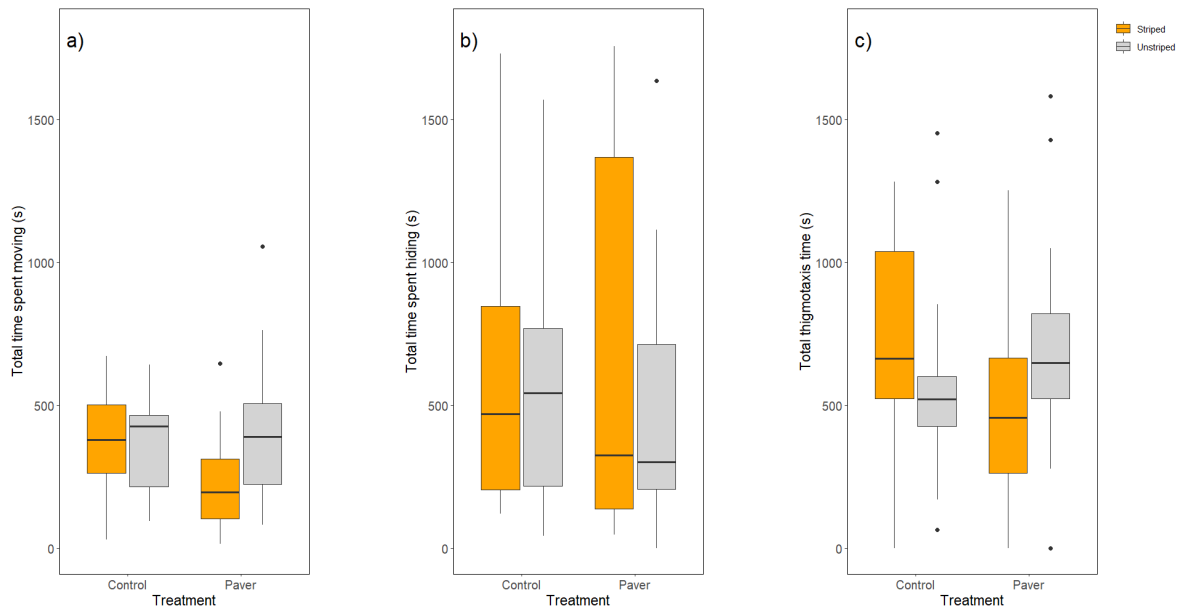 a)
Total time spent moving (s)
1500
1000
500
0
Control Paver
Treatment
b)
Total time spent hiding (s)
1500
1000
500
0
Control Paver
Treatment
c)
Total thigmotaxis time (s)
1500
1000
500
0
Control Paver
Treatment
Striped
Unstriped